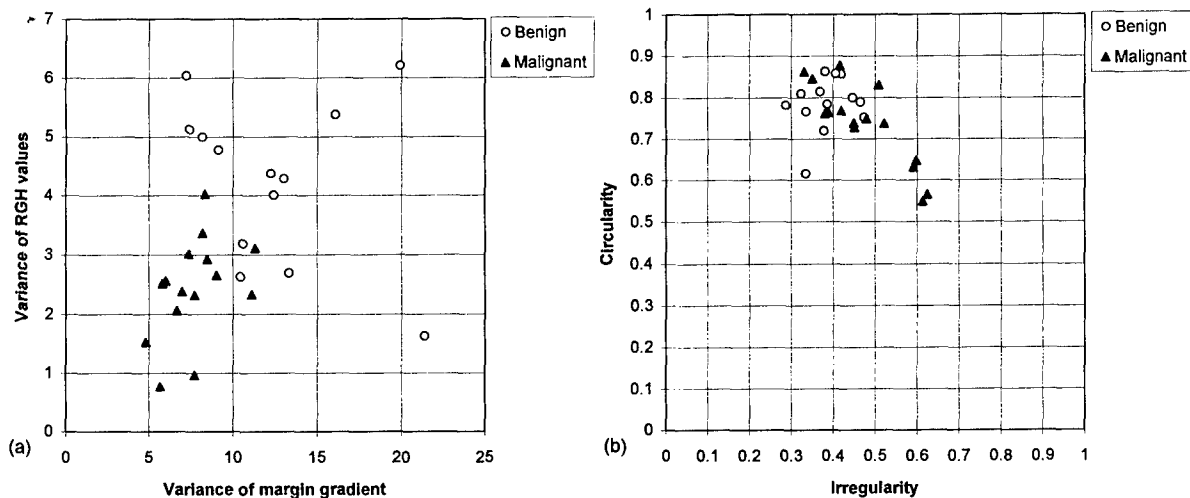 7
6
5
4
3
2
1
0
0 5 10 15 20 25
Variance of RGH values
Variance of margin gradient
(a)
Benign
Malignant
1
0.9
0.8
0.7
0.6
0.5
0.4
0.3
0.2
0.1
0
0 0.1 0.2 0.3 0.4 0.5 0.6 0.7 0.8 0.9 1
Circularity
Irregularity
(b)
Benign
Malignant